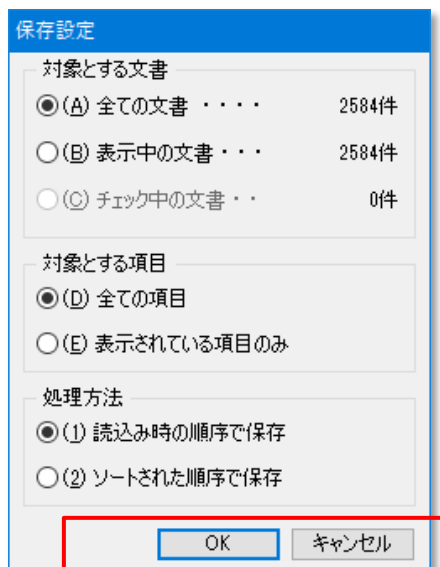 保存設定
対象とする文書
(A) 全ての文書 ・・・・ 2584件
(B) 表示中の文書・・・ 2584件
(C) チェック中の文書・・ 0件
対象とする項目
(D) 全ての項目
(E) 表示されている項目のみ
処理方法
(1) 読込み時の順序で保存
(2) ソートされた順序で保存
OK キャンセル